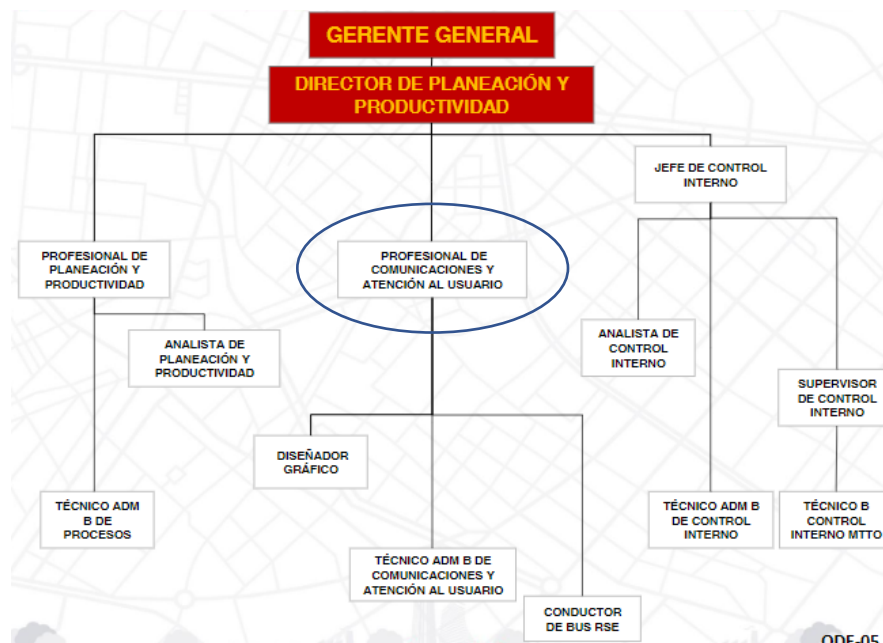 GERENTE GENERAL
DIRECTOR DE PLANEACIÓN Y
PRODUCTIVIDAD
JEFE DE CONTROL
INTERNO
PROFESIONAL DE
PLANEACIÓN Y
PRODUCTIVIDAD
PROFESIONAL DE
COMUNICACIONES Y
ATENCIÓN AL USUARIO
ANALISTA DE
PLANEACIÓN Y
PRODUCTIVIDAD
ANALISTA DE
CONTROL
INTERNO
SUPERVISOR
DE CONTROL
INTERNO
DISEÑADOR
GRÁFICO
TÉCNICO ADM
B DE
PROCESOS
TÉCNICO ADM B
DE CONTROL
INTERNO
TÉCNICO B
CONTROL
INTERNO MTTO
TÉCNICO ADM B DE
COMUNICACIONES Y
ATENCIÓN AL USUARIO
CONDUCTOR
DE BUS RSE